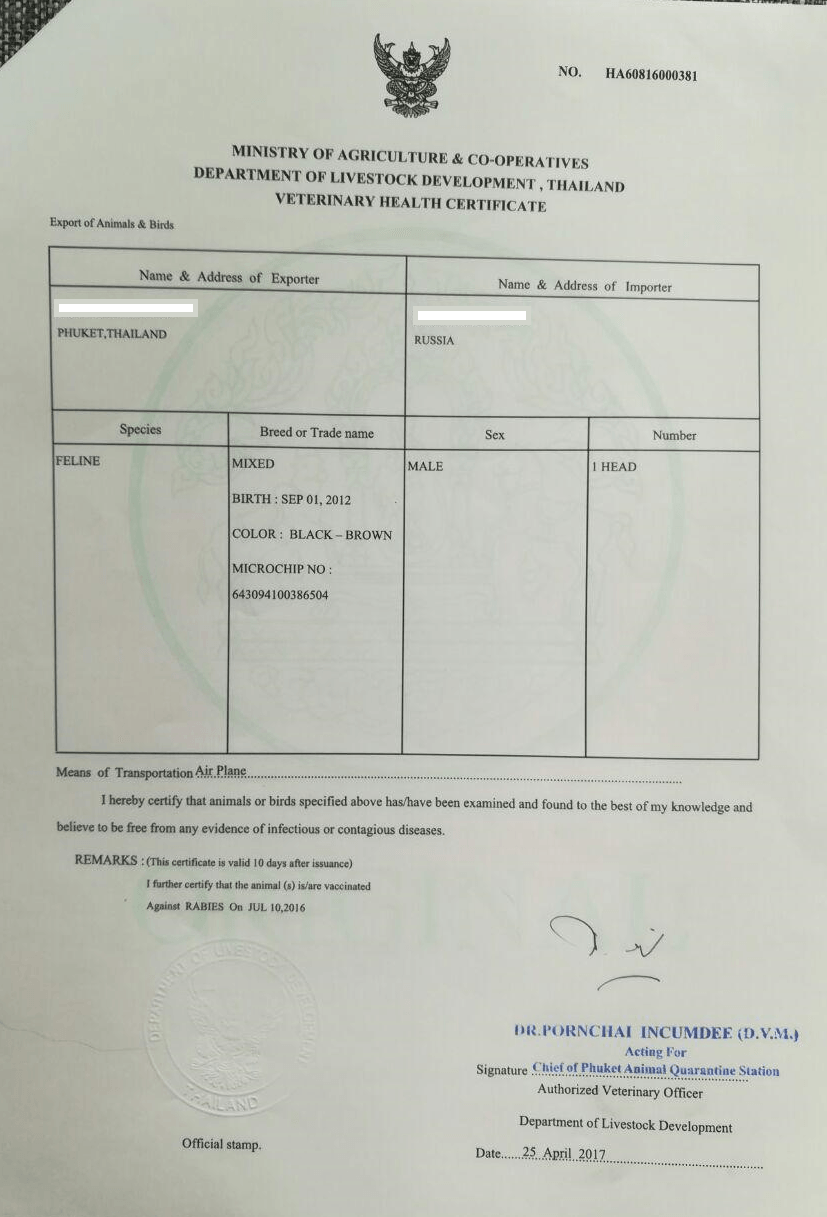 NO. HA60816000381
MINISTRY OF AGRICULTURE & CO-OPERATIVES
DEPARTMENT OF LIVESTOCK DEVELOPMENT , THAILAND
VETERINARY HEALTH CERTIFICATE
Export of Animals & Birds
Name & Address of Exporter
Name & Address of Importer
PHUKET,THAILAND
RUSSIA
Species
Breed or Trade name
Sex
Number
FELINE
MIXED
MALE
1 HEAD
BIRTH : SEP 01, 2012
COLOR : BLACK – BROWN
MICROCHIP NO :
643094100386504
Means of Transportation Air Plane
I hereby certify that animals or birds specified above has/have been examined and found to the best of my knowledge and
believe to be free from any evidence of infectious or contagious diseases.
REMARKS : (This certificate is valid 10 days after issuance)
I further certify that the animal (s) is/are vaccinated
Against RABIES On JUL 10,2016
DEPARTMENT OF LIVESTOCK DEVELOPMENT
THAILAND
DR.PORNCHAI INCUMDEE (D.V.M.)
Acting For
Signature Chief of Phuket Animal Quarantine Station
Authorized Veterinary Officer
Department of Livestock Development
Official stamp.
Date.....25 April 2017